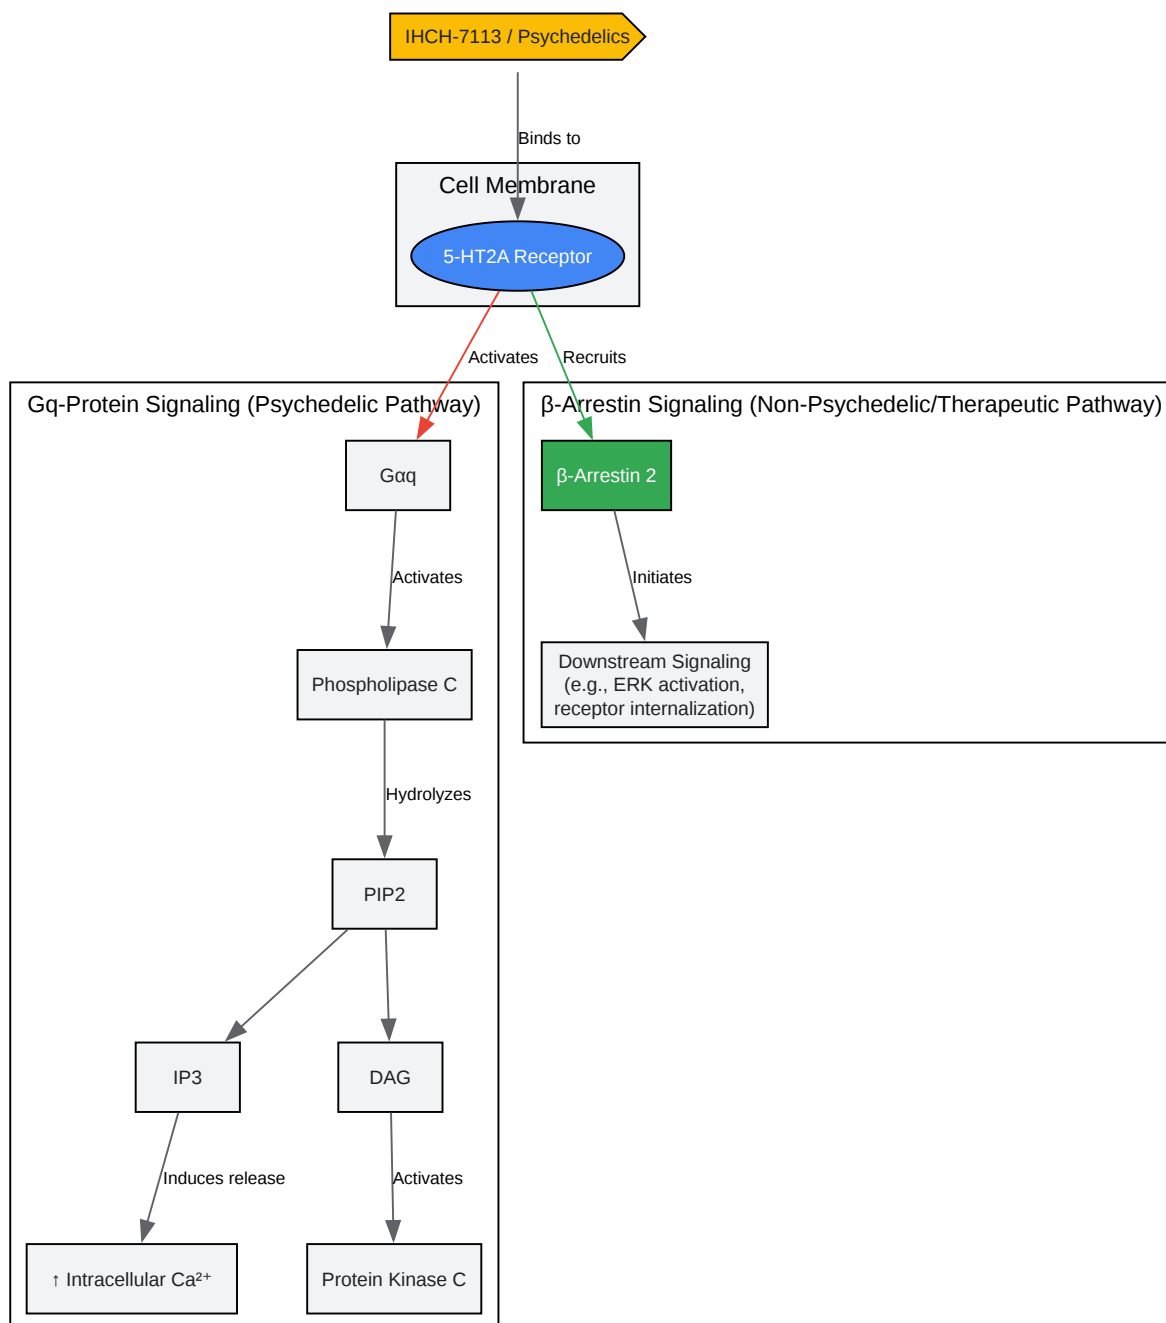 IHCH-7113 / Psychedelics
Binds to
Cell Membrane
5-HT2A Receptor
Activates
Recruits
Gq-Protein Signaling (Psychedelic Pathway)
β-Arrestin Signaling (Non-Psychedelic/Therapeutic Pathway)
Gαq
β-Arrestin 2
Activates
Initiates
Phospholipase C
Downstream Signaling
(e.g., ERK activation,
receptor internalization)
Hydrolyzes
PIP2
IP3
DAG
Induces release
Activates
↑ Intracellular Ca²⁺
Protein Kinase C